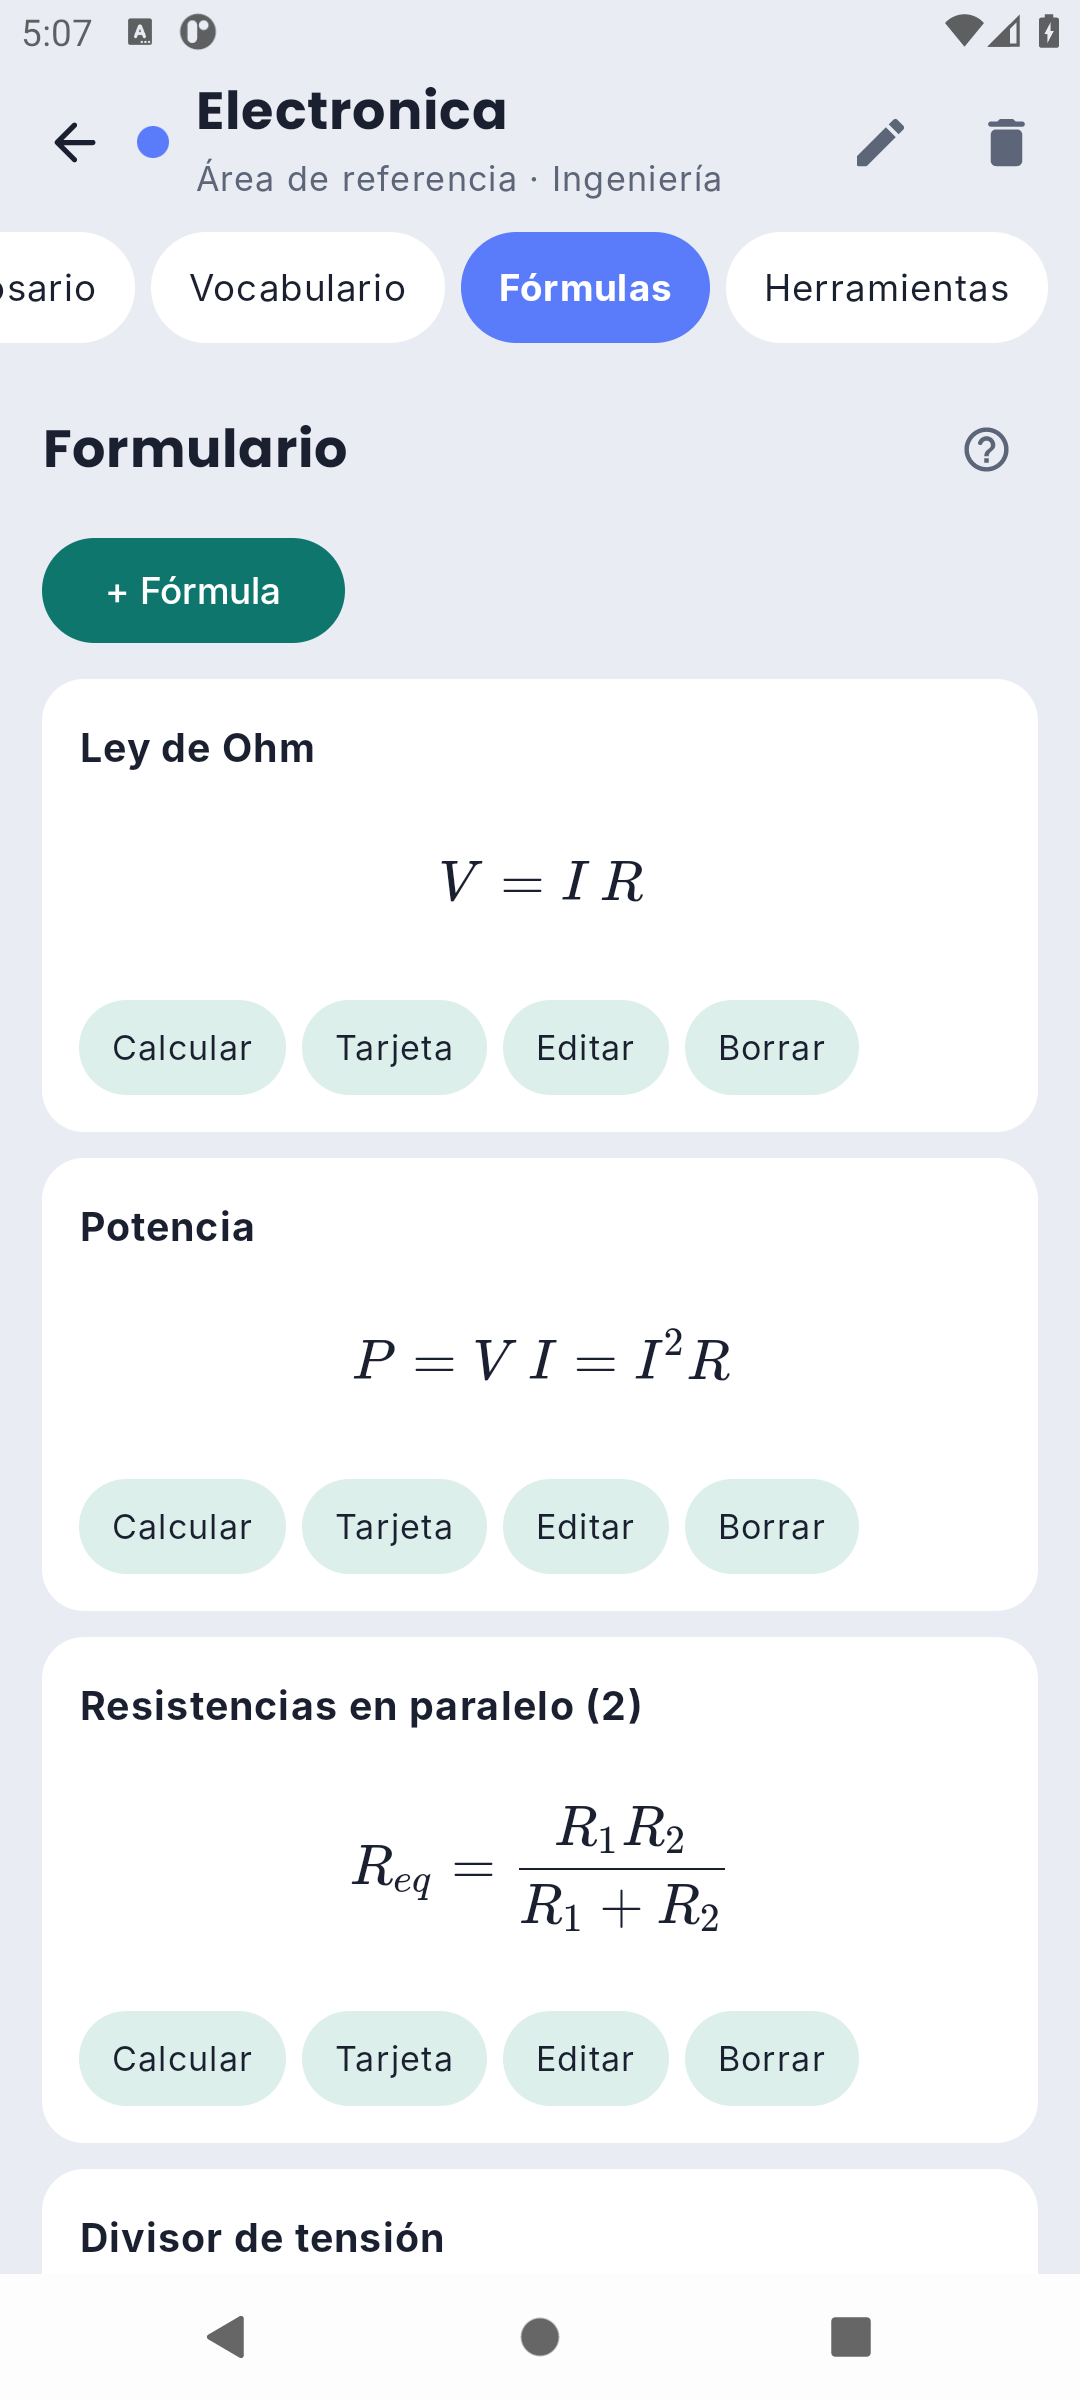 5:07
Electronica
Área de referencia · Ingeniería
osario
Vocabulario
Fórmulas
Herramientas
Formulario
+ Fórmula
Ley de Ohm
V = I R
Calcular
Tarjeta
Editar
Borrar
Potencia
P = V I = I²R
Calcular
Tarjeta
Editar
Borrar
Resistencias en paralelo (2)
R_eq = R₁R₂ / (R₁ + R₂)
Calcular
Tarjeta
Editar
Borrar
Divisor de tensión